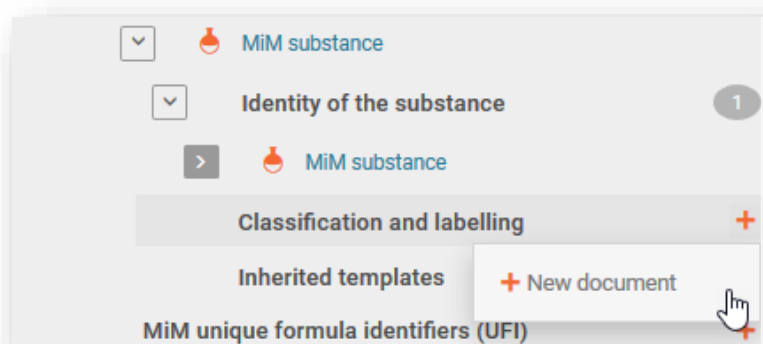 MiM substance
Identity of the substance 1
MiM substance
Classification and labelling
Inherited templates
New document
MiM unique formula identifiers (UFI)